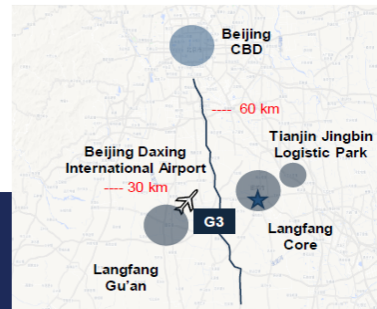 Beijing
CBD
---- 60 km
Tianjin Jingbin
Logistic Park
Beijing Daxing
International Airport
---- 30 km
G3
Langfang
Core
Langfang
Gu'an